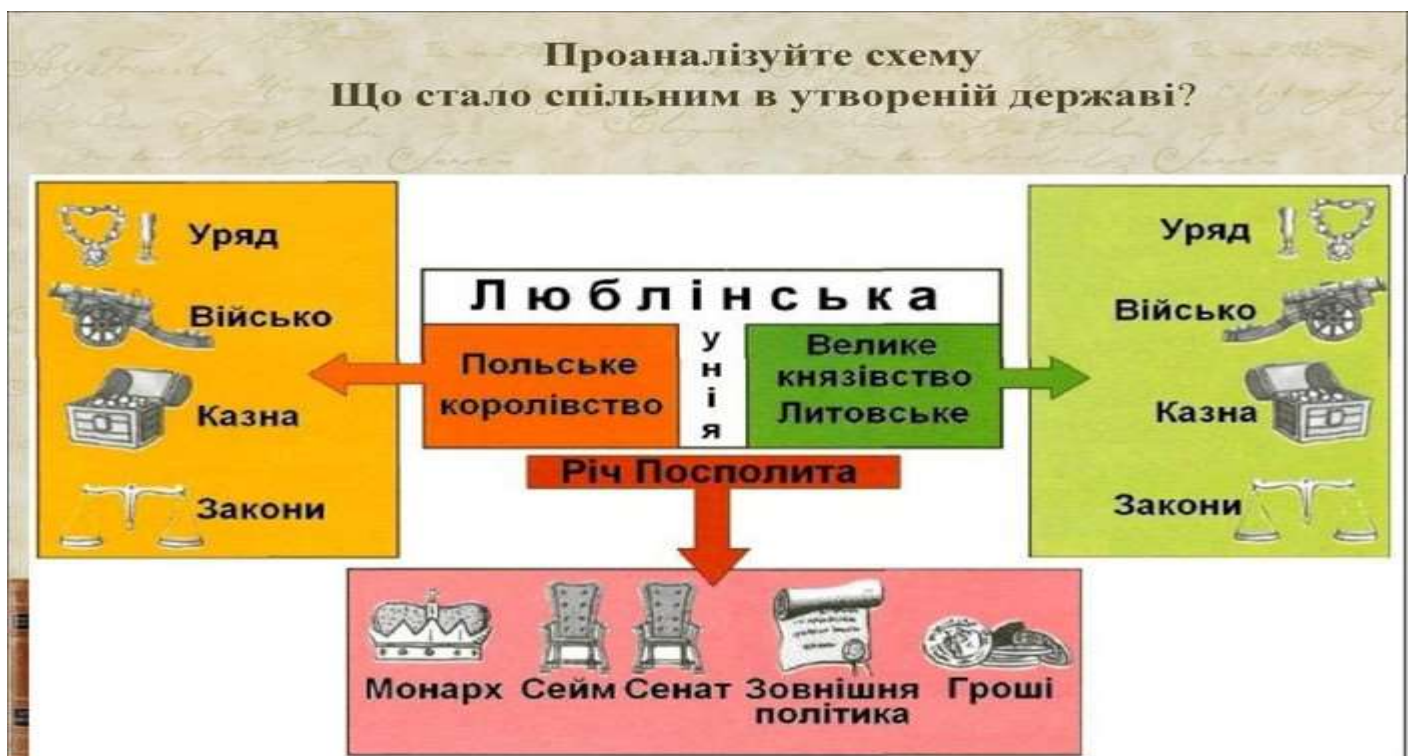 Проаналізуйте схему
Що стало спільним в утвореній державі?
Уряд
Військо
Казна
Закони
Люблінська
унія
Польське
королівство
Велике
князівство
Литовське
Річ Посполита
Уряд
Військо
Казна
Закони
Монарх
Сейм
Сенат
Зовнішня
політика
Гроші